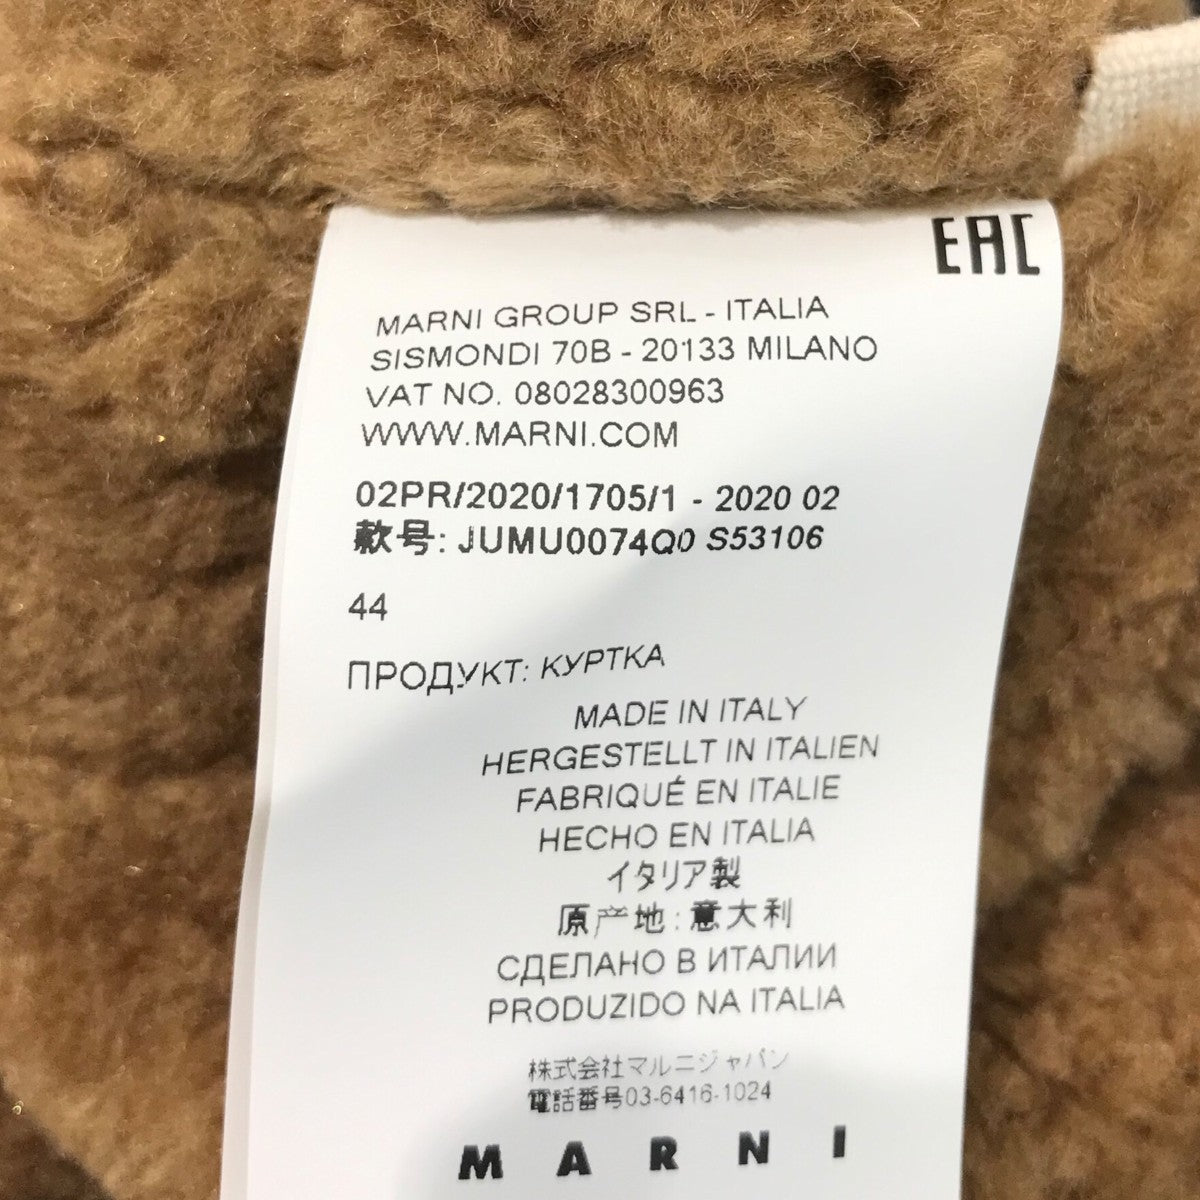 EAC
MARNI GROUP SRL - ITALIA
SISMONDI 70B - 20133 MILANO
VAT NO. 08028300963
WWW.MARNI.COM
02PR/2020/1705/1 - 2020 02
款号: JUMU0074Q0 S53106
44
ПРОДУКТ: КУРТКА
MADE IN ITALY
HERGESTELLT IN ITALIEN
FABRIQUÉ EN ITALIE
HECHO EN ITALIA
イタリア製
原产地: 意大利
СДЕЛАНО В ИТАЛИИ
PRODUZIDO NA ITALIA
株式会社マルニジャパン
電話番号03-6416-1024
MARNI